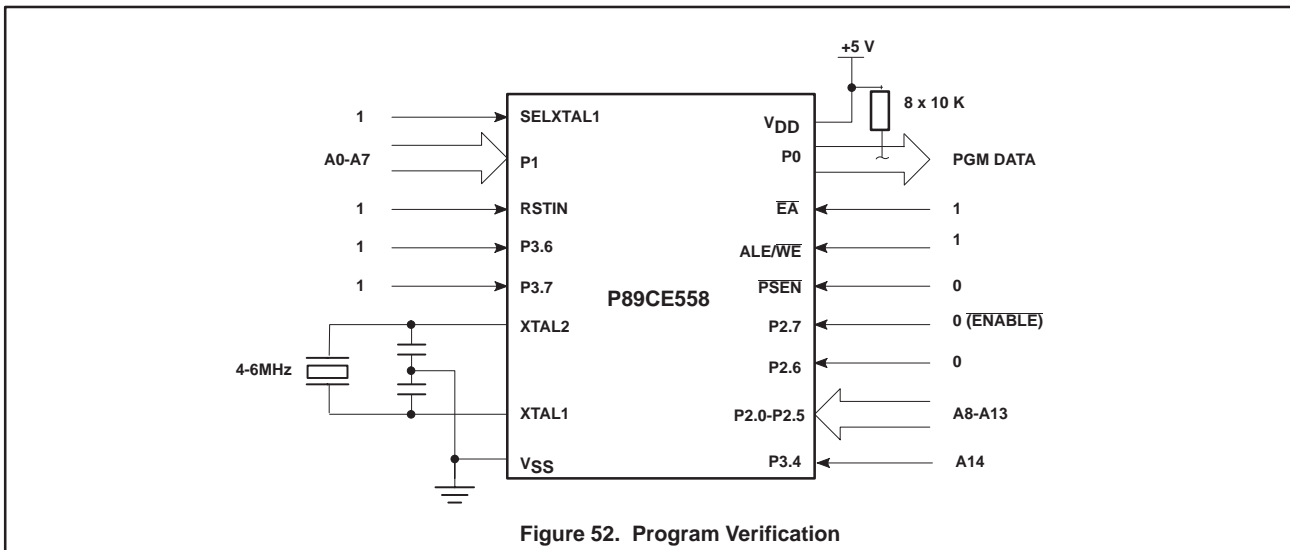 +5 V
8 x 10 K
1
SELXTAL1
VDD
A0-A7
P1
P0
PGM DATA
1
RSTIN
EA
1
1
P3.6
ALE/WE
1
1
P3.7
P89CE558
PSEN
0
XTAL2
P2.7
0 (ENABLE)
4-6MHz
P2.6
0
XTAL1
P2.0-P2.5
A8-A13
VSS
P3.4
A14
Figure 52. Program Verification